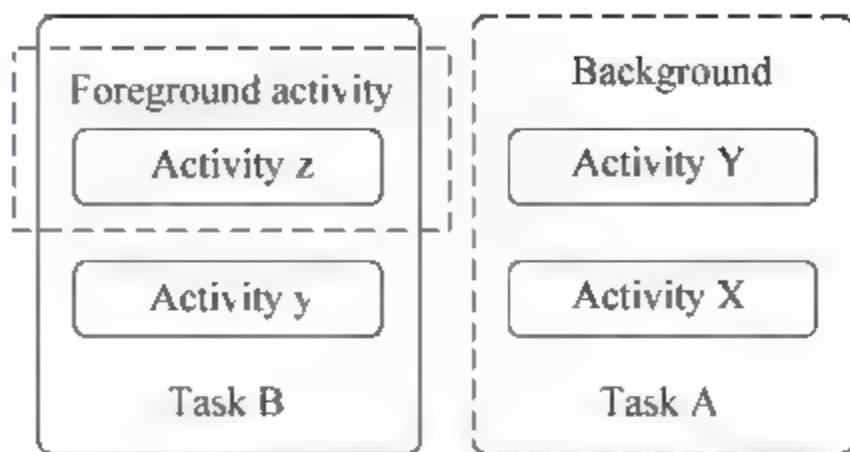 Foreground activity
Activity z
Activity y
Task B
Background
Activity Y
Activity X
Task A